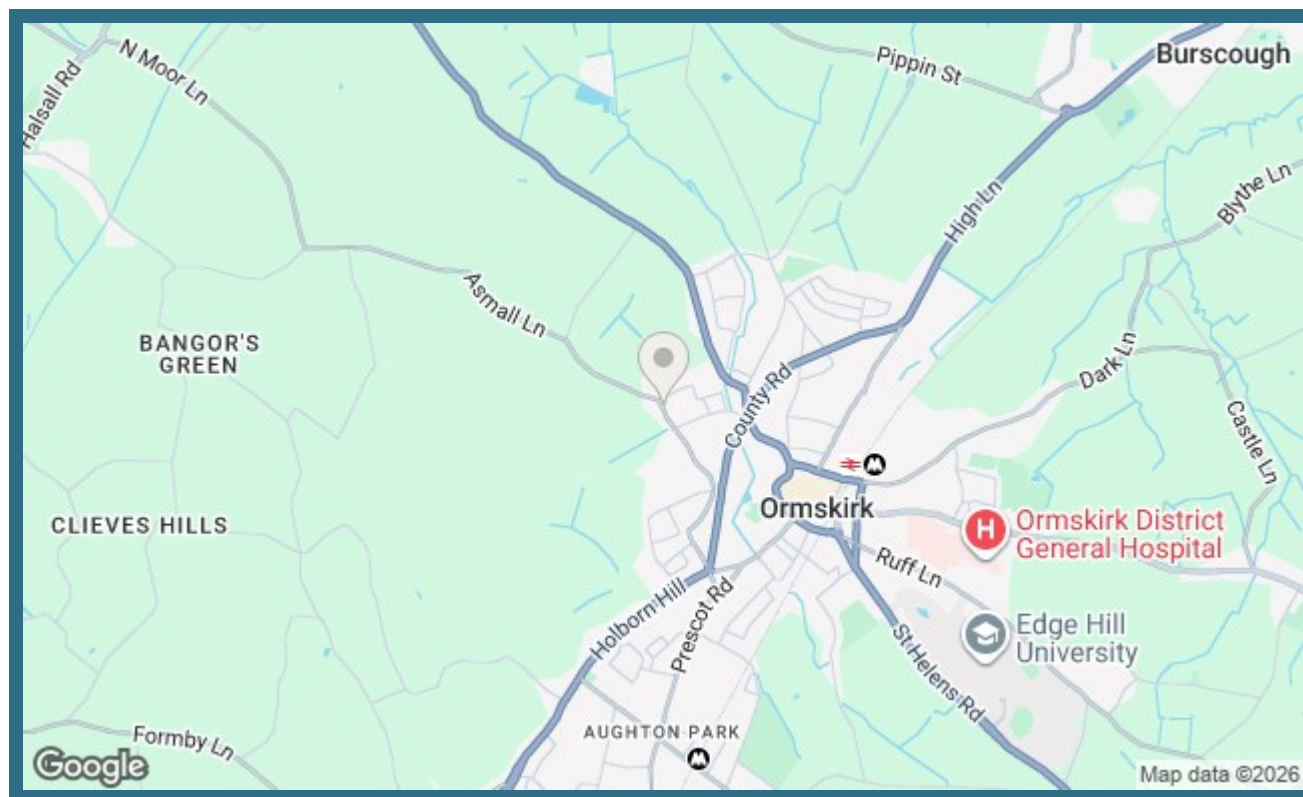 N Moor Ln
Halsall Rd
Pippin St
Burscough
High Ln
Blythe Ln
Asmall Ln
BANGOR'S
GREEN
County Rd
Dark Ln
Castle Ln
CLIEVES HILLS
Ormskirk
H
Ormskirk District
General Hospital
Ruff Ln
Holborn Hill
Prescot Rd
St Helens Rd
Edge Hill
University
AUGHTON PARK
M
M
Formby Ln
Google
Map data ©2026